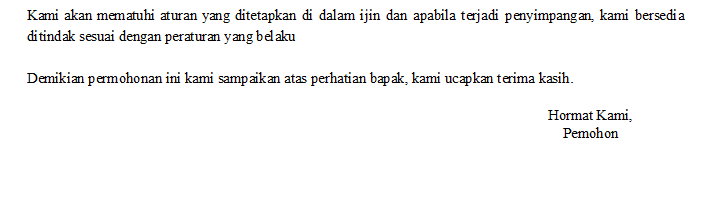 Kami akan mematuhi aturan yang ditetapkan di dalam ijin dan apabila terjadi penyimpangan, kami bersedia
ditindak sesuai dengan peraturan yang belaku
Demikian permohonan ini kami sampaikan atas perhatian bapak, kami ucapkan terima kasih.
Hormat Kami,
Pemohon